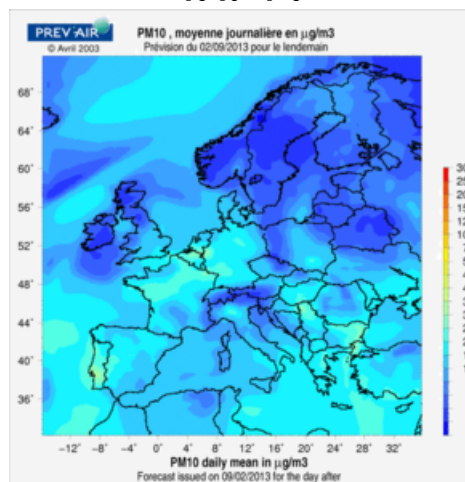 PREV'AIR
© Avril 2003
PM10 , moyenne journalière en µg/m3
Prévision du 02/09/2013 pour le lendemain
68°
64°
60°
56°
52°
48°
44°
40°
36°
−12° −8° −4° 0° 4° 8° 12° 16° 20° 24° 28° 32°
PM10 daily mean in µg/m3
Forecast issued on 09/02/2013 for the day after